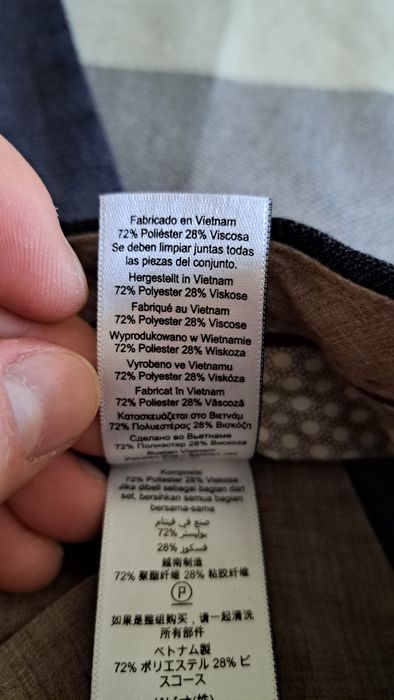 Fabricado en Vietnam
72% Poliéster 28% Viscosa
Se deben limpiar juntas todas
las piezas del conjunto.
Hergestellt in Vietnam
72% Polyester 28% Viskose
Fabriqué au Vietnam
72% Polyester 28% Viscose
Wyprodukowano w Wietnamie
72% Poliester 28% Wiskoza
Vyrobeno ve Vietnamu
72% Polyester 28% Viskóza
Fabricat în Vietnam
72% Poliester 28% Vâscoză
Κατασκευάζεται στο Βιετνάμ
72% Πολυεστέρας 28% Βισκόζη
Сделано во Вьетнаме
72% Полиэстер 28% Вискоза
Buatan Vietnam
Komposisi
72% Poliester 28% Viskosa
Jika dibeli sebagai bagian dari
set, bersihkan semua bagian
bersama-sama
صنع في فيتنام
72% بوليستر
28% فسكوز
越南制造
72% 聚酯纤维 28% 粘胶纤维
P
如果是整组购买，请一起清洗
所有部件
ベトナム製
72% ポリエステル 28% ビ
スコース